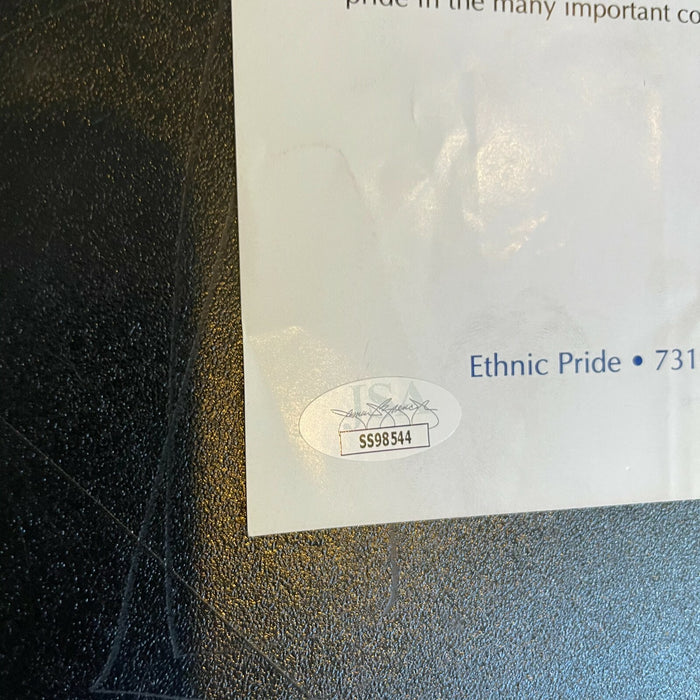 pride in the many important co
Ethnic Pride • 731
JSA
SS98544